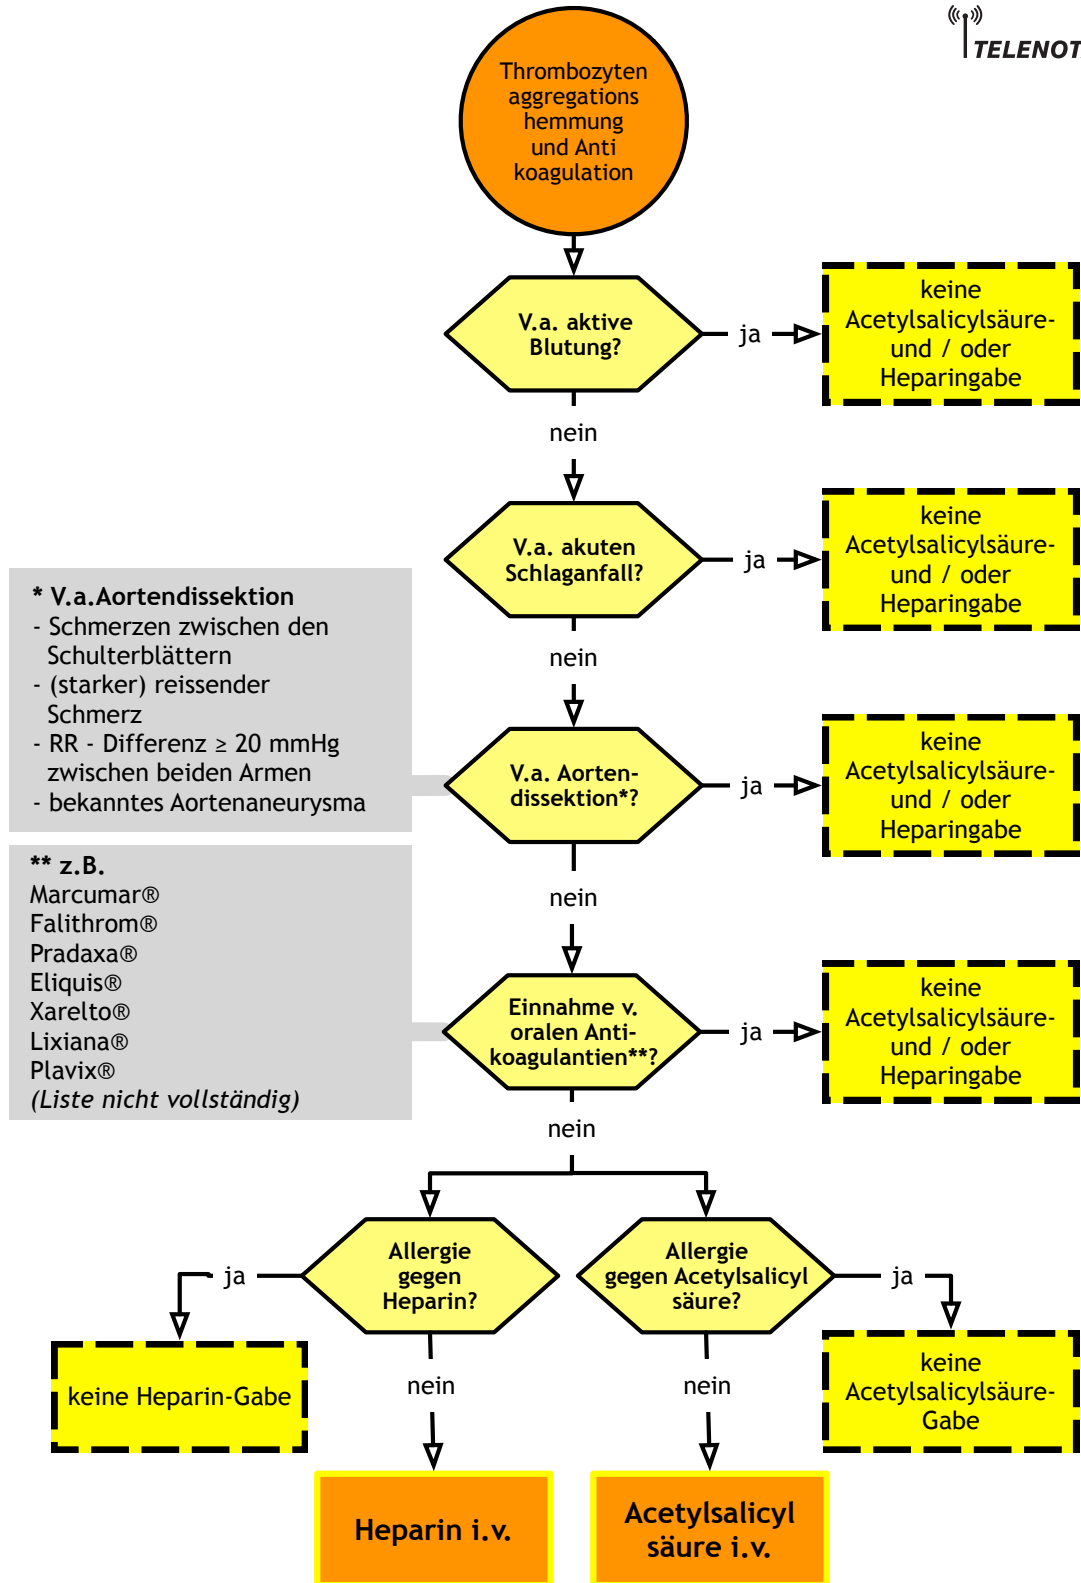 TELENOT
Thrombozyten
aggregations
hemmung
und Anti
koagulation
V.a. aktive
Blutung?
ja
keine
Acetylsalicylsäure-
und / oder
Heparingabe
nein
V.a. akuten
Schlaganfall?
ja
keine
Acetylsalicylsäure-
und / oder
Heparingabe
nein
* V.a.Aortendissektion
- Schmerzen zwischen den
Schulterblättern
- (starker) reissender
Schmerz
- RR - Differenz ≥ 20 mmHg
zwischen beiden Armen
- bekanntes Aortenaneurysma
V.a. Aorten-
dissektion*?
ja
keine
Acetylsalicylsäure-
und / oder
Heparingabe
nein
** z.B.
Marcumar®
Falithrom®
Pradaxa®
Eliquis®
Xarelto®
Lixiana®
Plavix®
(Liste nicht vollständig)
Einnahme v.
oralen Anti-
koagulantien**?
ja
keine
Acetylsalicylsäure-
und / oder
Heparingabe
nein
Allergie
gegen
Heparin?
ja
keine Heparin-Gabe
nein
Heparin i.v.
Allergie
gegen Acetylsalicyl
säure?
ja
keine
Acetylsalicylsäure-
Gabe
nein
Acetylsalicyl
säure i.v.